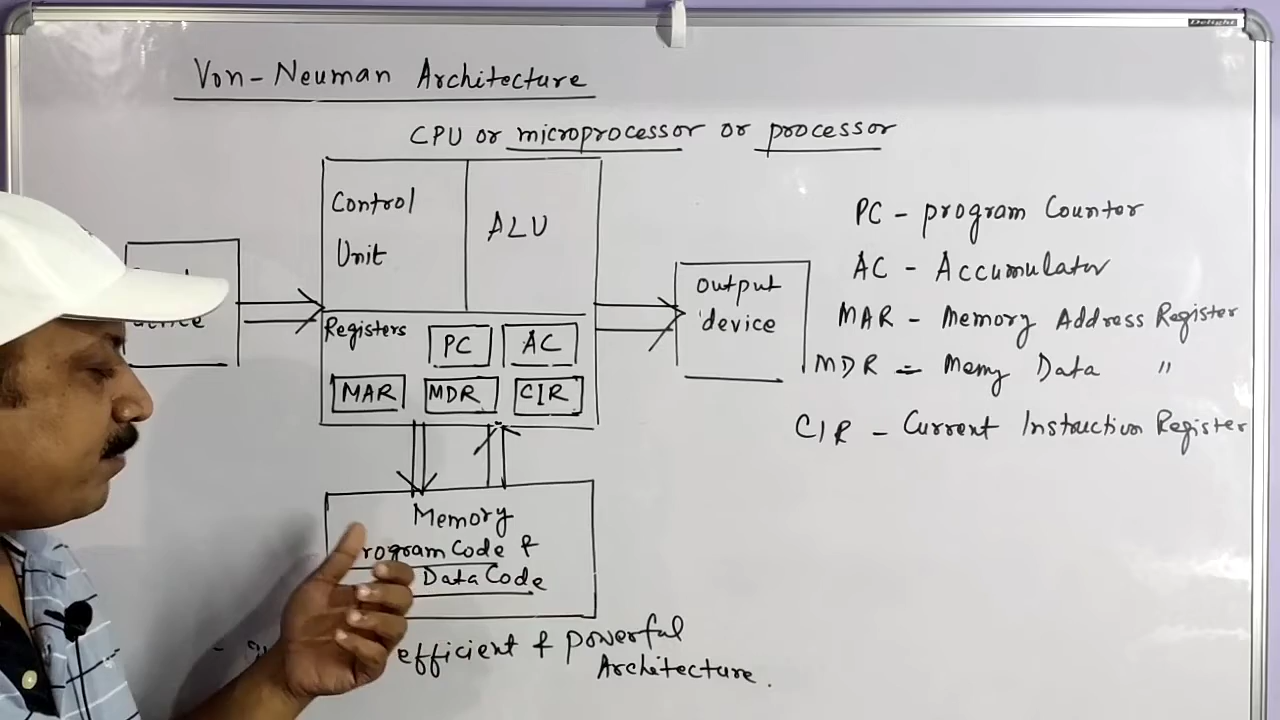 Delight
Von-Neuman Architecture
CPU or microprocessor or processor
Control
Unit
ALU
Registers
PC
AC
MAR
MDR
CIR
output
device
Memory
Program Code &
Data Code
efficient & powerful
Architecture.
PC - program Counter
AC - Accumulator
MAR - Memory Address Register
MDR - Memy Data "
CIR - Current Instruction Register